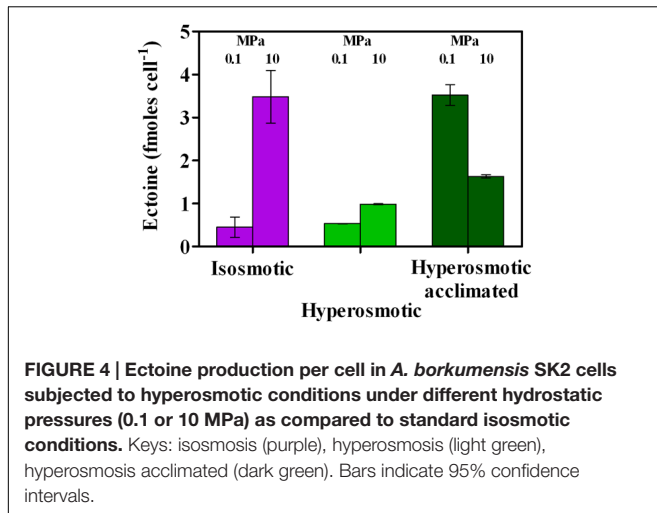 MPa MPa MPa
0.1 10 0.1 10 0.1 10
5
4
3
2
1
0
Ectoine (fmoles cell⁻¹)
Isosmotic
Hyperosmotic
Hyperosmotic
acclimated
FIGURE 4 | Ectoine production per cell in A. borkumensis SK2 cells
subjected to hyperosmotic conditions under different hydrostatic
pressures (0.1 or 10 MPa) as compared to standard isosmotic
conditions. Keys: isosmosis (purple), hyperosmosis (light green),
hyperosmosis acclimated (dark green). Bars indicate 95% confidence
intervals.